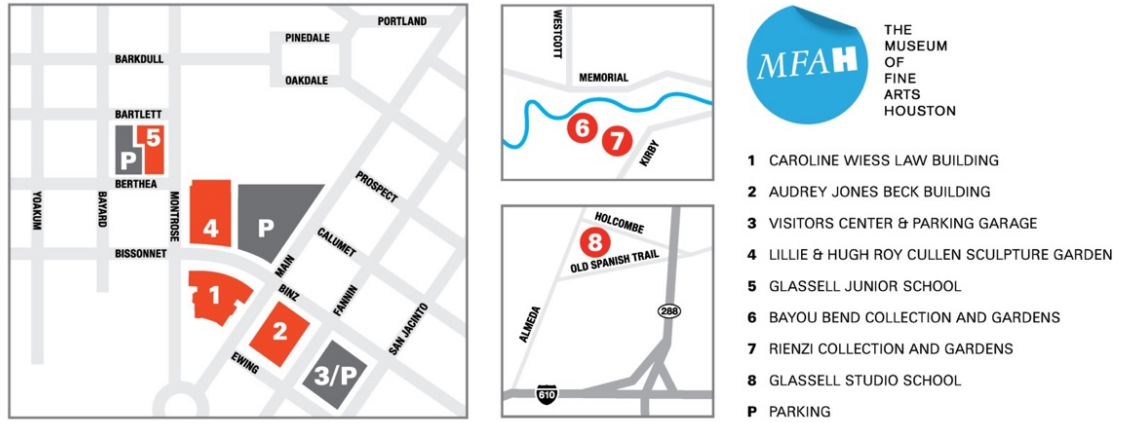 PORTLAND
PINEDALE
BARKDULL
OAKDALE
BARTLETT
5
P
BERTHEA
YOAKUM
BAYARD
MONTROSE
PROSPECT
4
P
CALUMET
BISSONNET
MAIN
1
BINZ
FANNIN
SAN JACINTO
2
EWING
3/P
WESTCOTT
MEMORIAL
6
7
KIRBY
HOLCOMBE
8
OLD SPANISH TRAIL
ALMEDA
288
610
MFAH
THE
MUSEUM
OF
FINE
ARTS
HOUSTON
1 CAROLINE WIESS LAW BUILDING
2 AUDREY JONES BECK BUILDING
3 VISITORS CENTER & PARKING GARAGE
4 LILLIE & HUGH ROY CULLEN SCULPTURE GARDEN
5 GLASSELL JUNIOR SCHOOL
6 BAYOU BEND COLLECTION AND GARDENS
7 RIENZI COLLECTION AND GARDENS
8 GLASSELL STUDIO SCHOOL
P PARKING